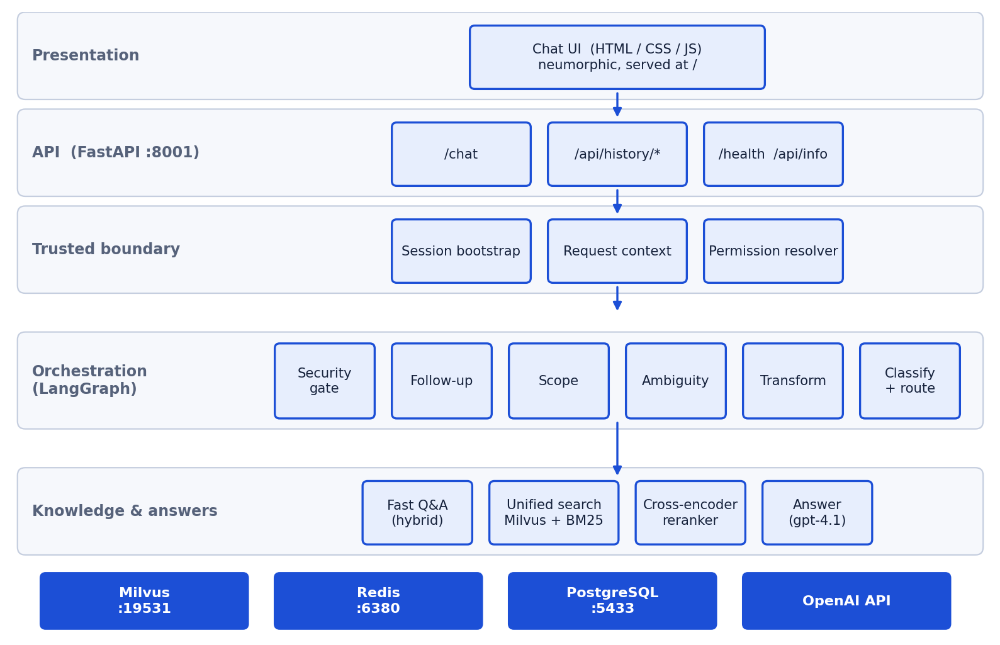 Presentation
Chat UI  (HTML / CSS / JS)
neumorphic, served at /
API  (FastAPI :8001)
/chat
/api/history/*
/health  /api/info
Trusted boundary
Session bootstrap
Request context
Permission resolver
Orchestration
(LangGraph)
Security
gate
Follow-up
Scope
Ambiguity
Transform
Classify
+ route
Knowledge & answers
Fast Q&A
(hybrid)
Unified search
Milvus + BM25
Cross-encoder
reranker
Answer
(gpt-4.1)
Milvus
:19531
Redis
:6380
PostgreSQL
:5433
OpenAI API